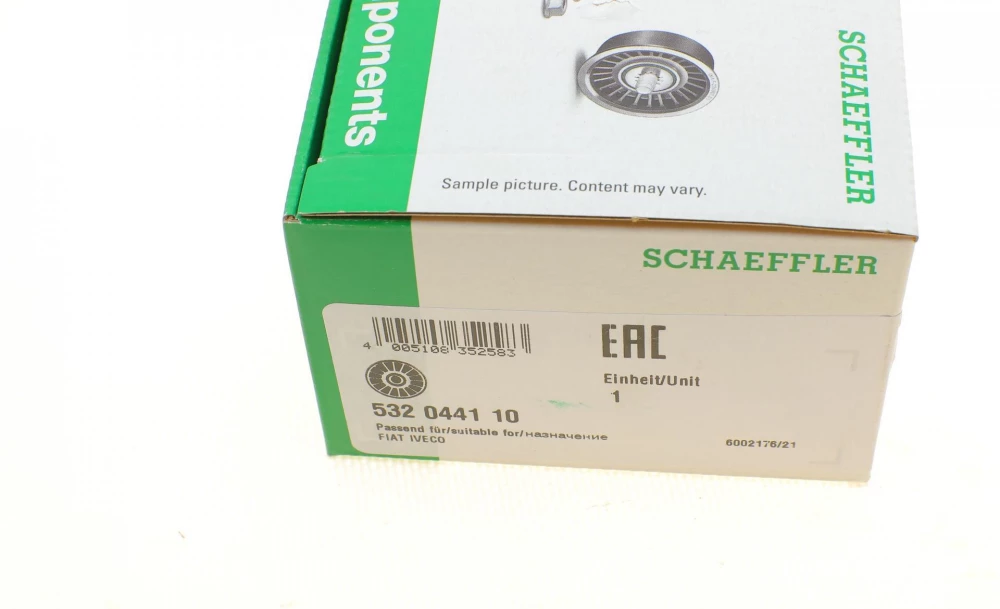 ponents
SCHAEFFLER
Sample picture. Content may vary.
SCHAEFFLER
4 005108 352583
EAC
Einheit/Unit
1
532 0441 10
Passend für/suitable for/назначение
FIAT IVECO
6002176/21